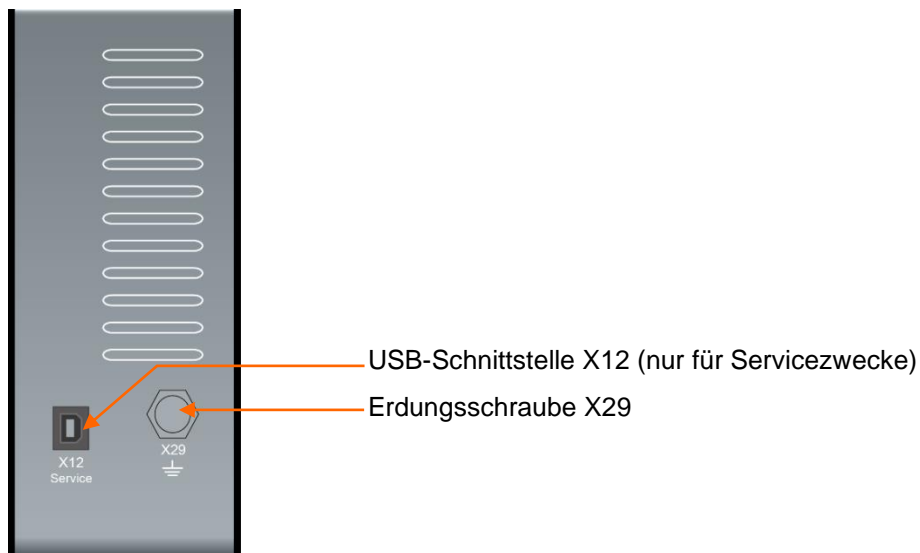 USB-Schnittstelle X12 (nur für Servicezwecke)
Erdungsschraube X29
X12
Service
X29